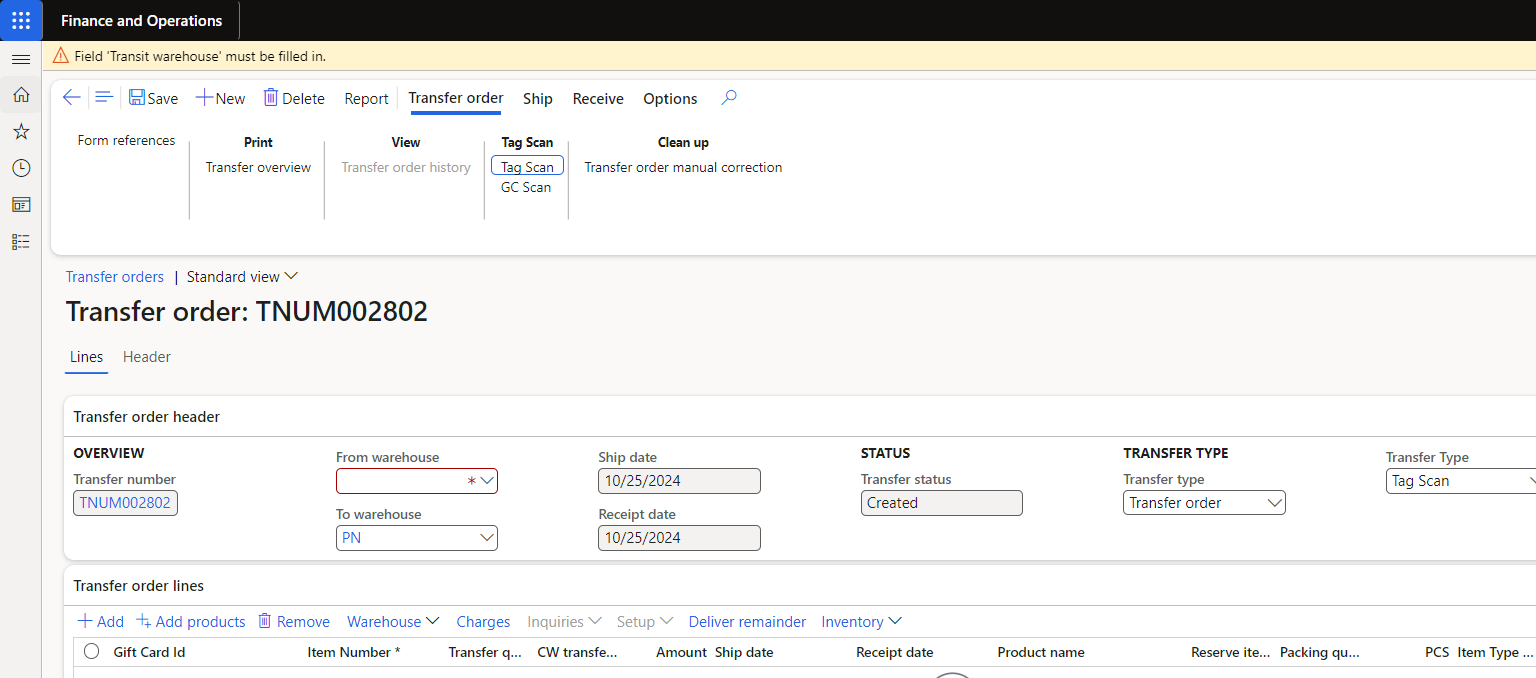 Finance and Operations
Field 'Transit warehouse' must be filled in.
Save New Delete Report Transfer order Ship Receive Options
Form references
Print
Transfer overview
View
Transfer order history
Tag Scan
Tag Scan
GC Scan
Clean up
Transfer order manual correction
Transfer orders | Standard view
Transfer order: TNUM002802
Lines Header
Transfer order header
OVERVIEW
Transfer number
TNUM002802
From warehouse
*
To warehouse
PN
Ship date
10/25/2024
Receipt date
10/25/2024
STATUS
Transfer status
Created
TRANSFER TYPE
Transfer type
Transfer order
Transfer Type
Tag Scan
Transfer order lines
Add Add products Remove Warehouse Charges Inquiries Setup Deliver remainder Inventory
Gift Card Id Item Number * Transfer q... CW transfe... Amount Ship date Receipt date Product name Reserve ite... Packing qu... PCS Item Type ...